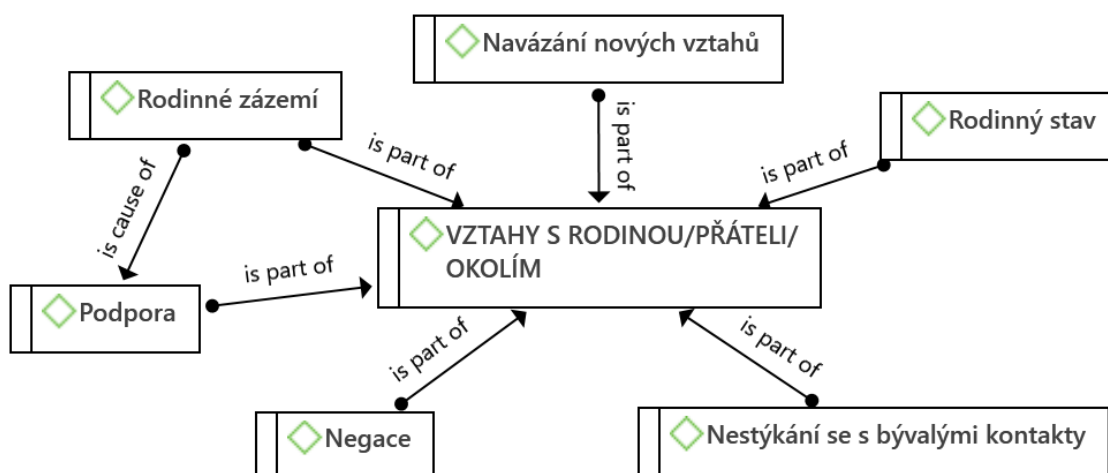 Navázání nových vztahů
is part of
Rodinné zázemí
is part of
is cause of
Rodinný stav
is part of
VZTAHY S RODINOU/PŘÁTELI/
OKOLÍM
Podpora
is part of
is part of
Negace
is part of
Nestýkání se s bývalými kontakty